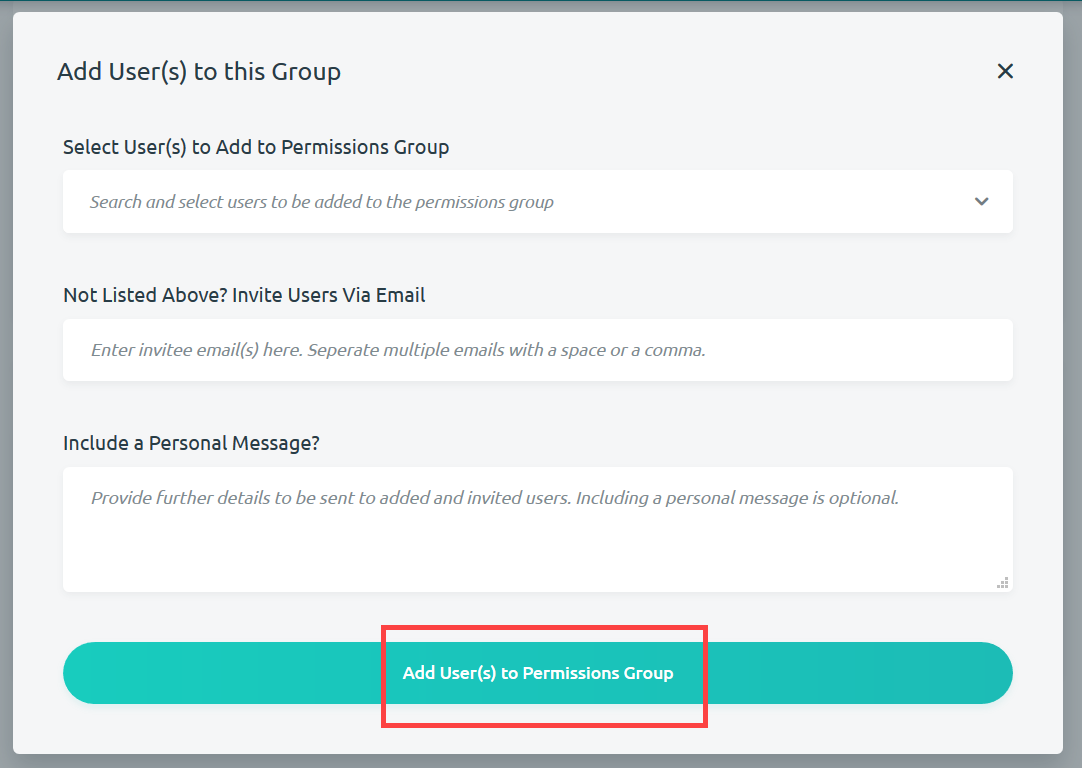 Add User(s) to this Group
Select User(s) to Add to Permissions Group
Search and select users to be added to the permissions group
Not Listed Above? Invite Users Via Email
Enter invitee email(s) here. Seperate multiple emails with a space or a comma.
Include a Personal Message?
Provide further details to be sent to added and invited users. Including a personal message is optional.
Add User(s) to Permissions Group